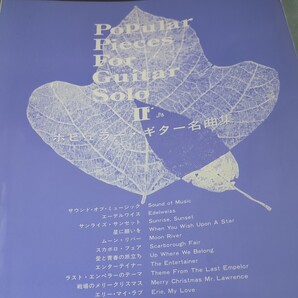 Popular
Pieces
For
Guitar
Solo
II
ポピュラー・ギター名曲集
サウンド・オブ・ミュージック Sound of Music
エーデルワイス Edelweiss
サンライズ・サンセット Sunrise, Sunset
星に願いを When You Wish Upon a Star
ムーン・リバー Moon River
スカボロ・フェア Scarborough Fair
愛と青春の旅立ち Up Where We Belong
エンターテイナー The Entertainer
ラスト・エンペラーのテーマ Theme From The Last Emperor
戦場のメリークリスマス Marry Christmas Mr. Lawrence
エリー・マイ・ラブ Erie, My Love